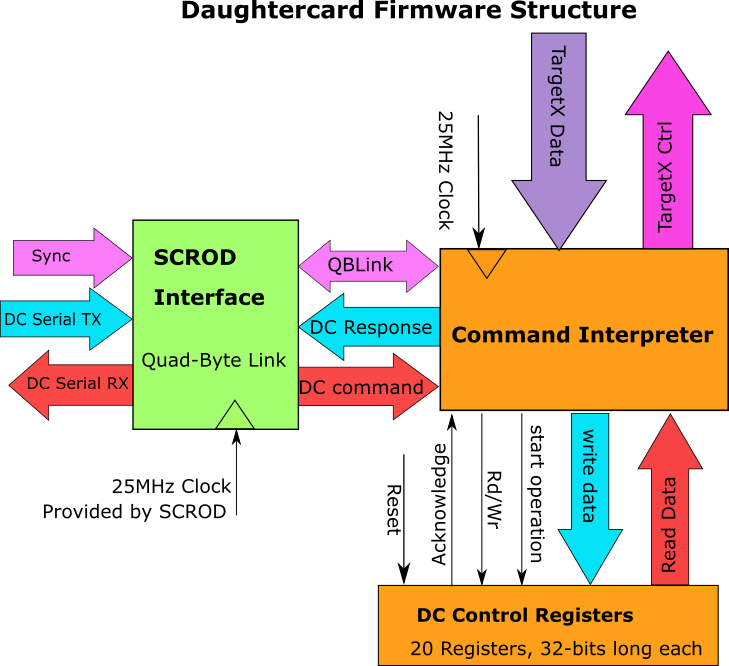 Daughtercard Firmware Structure
TargetX Data
TargetX Ctrl
25MHz Clock
Sync
SCROD
Interface
QBLink
DC Serial TX
DC Response
Command Interpreter
Quad-Byte Link
DC Serial RX
DC command
25MHz Clock
Provided by SCROD
Reset
Acknowledge
Rd/Wr
start operation
write data
Read Data
DC Control Registers
20 Registers, 32-bits long each